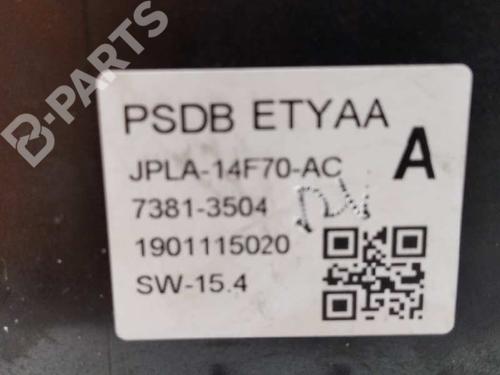 PSDB ETYAA
JPLA-14F70-AC
A
7381-3504
1901115020
SW-15.4
B-PARTS